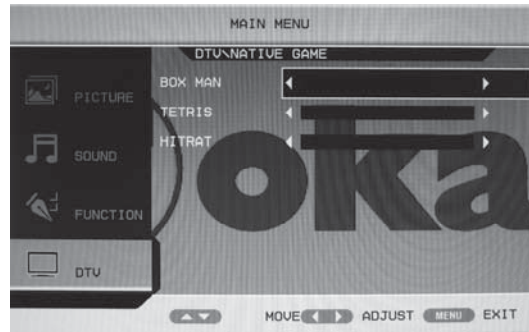 MAIN MENU
DTV\NATIVE GAME
BOX MAN
TETRIS
HITRAT
PICTURE
SOUND
FUNCTION
DTV
oka
MOVE ADJUST MENU EXIT